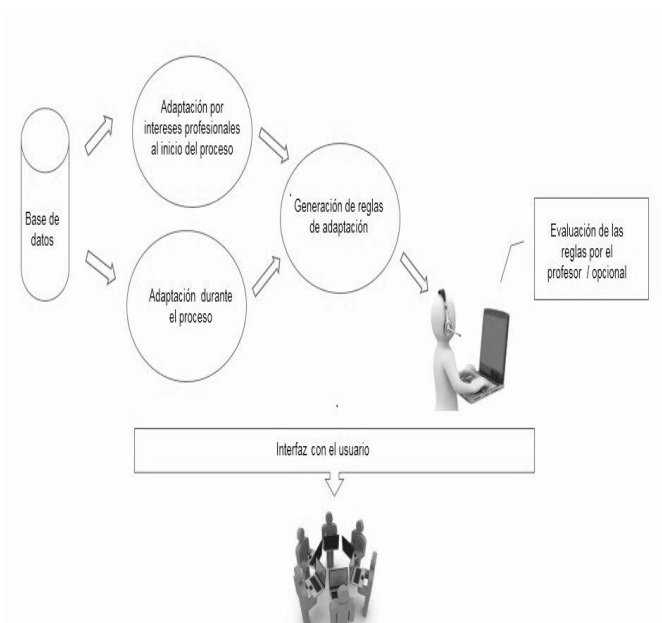 Adaptación por
intereses profesionales
al inicio del proceso
Base de
datos
Generación de reglas
de adaptación
Evaluación de las
reglas por el
profesor / opcional
Adaptación durante
el proceso
Interfaz con el usuario